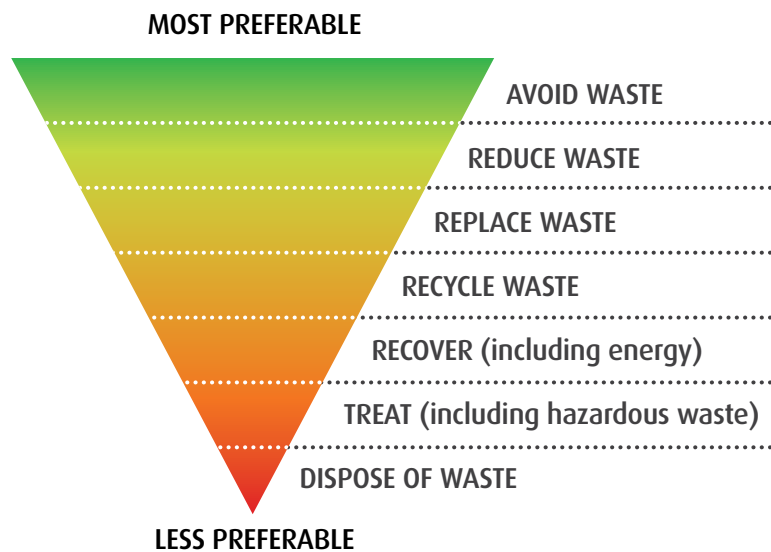 MOST PREFERABLE
AVOID WASTE
REDUCE WASTE
REPLACE WASTE
RECYCLE WASTE
RECOVER (including energy)
TREAT (including hazardous waste)
DISPOSE OF WASTE
LESS PREFERABLE